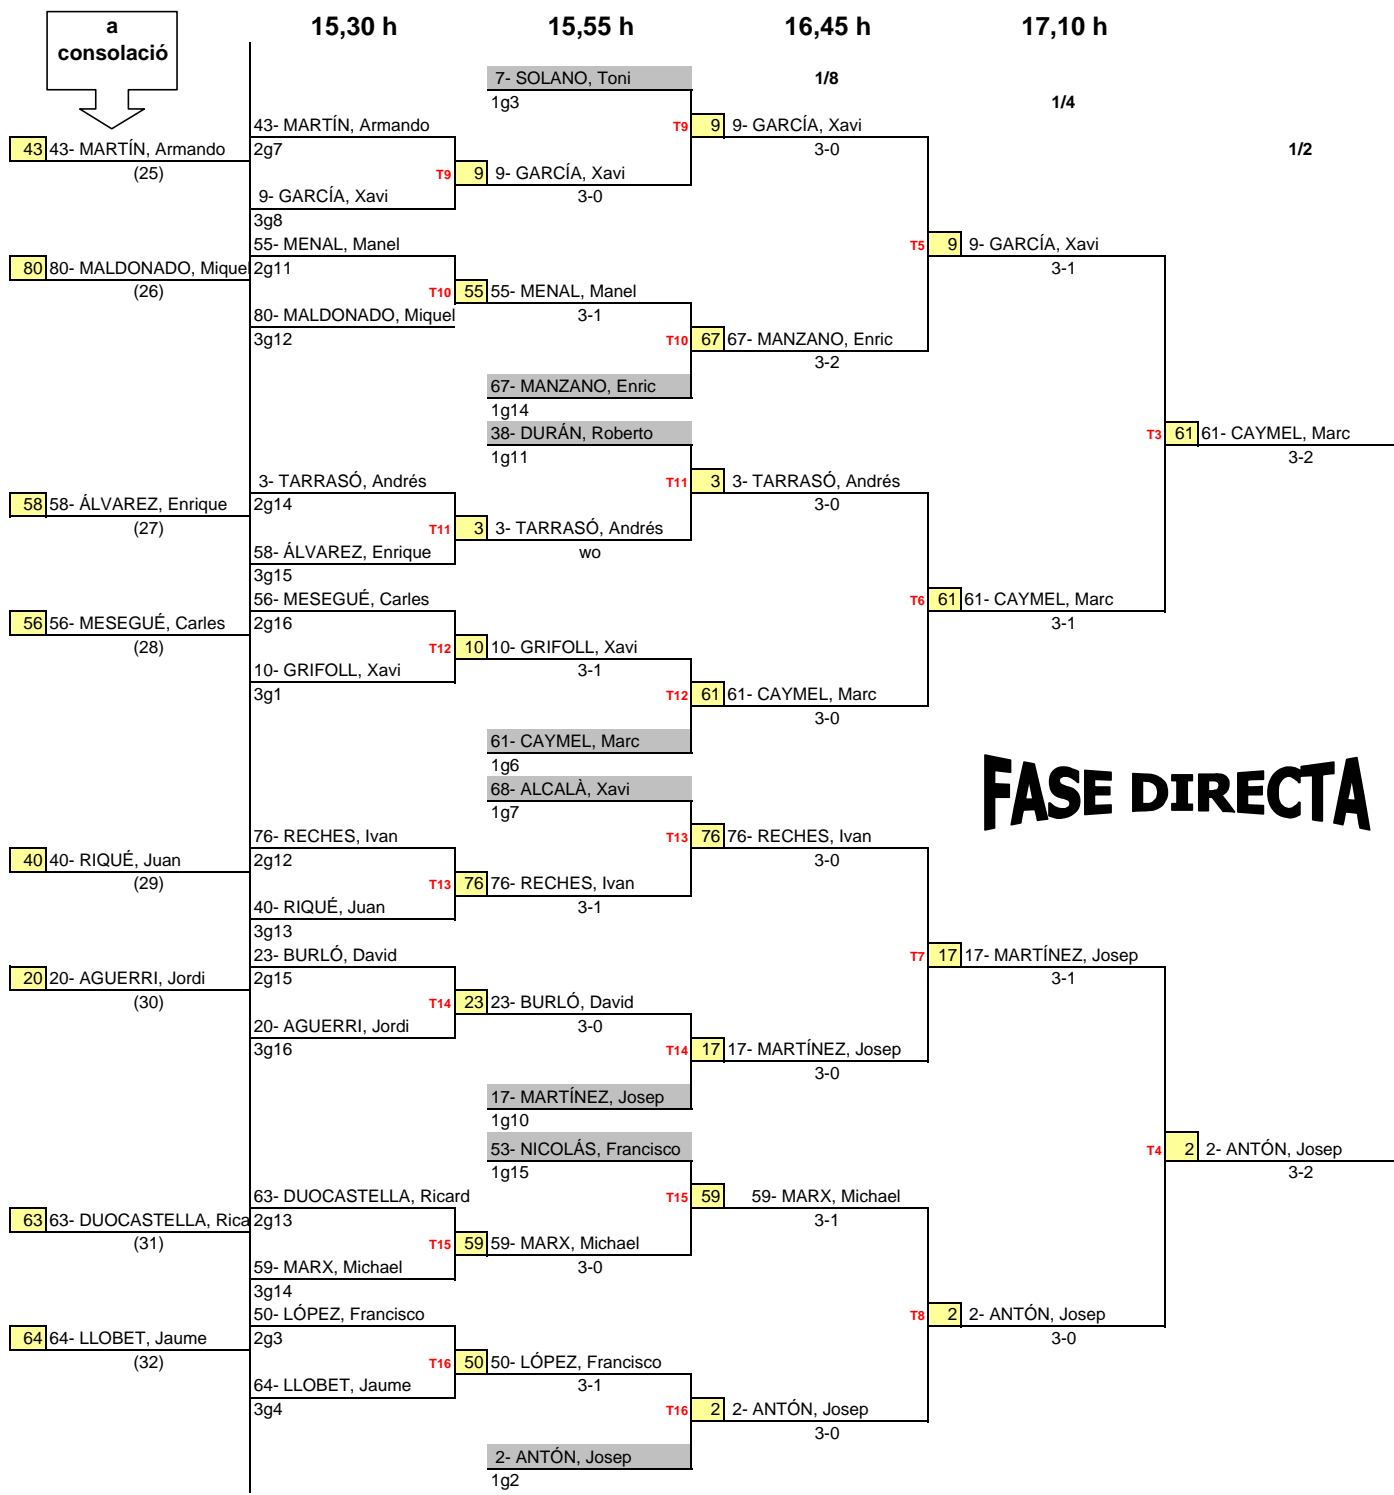 a
consolació
15,30 h
15,55 h
16,45 h
17,10 h
7- SOLANO, Toni
1/8
1g3
1/4
43- MARTÍN, Armando
T9
9
9- GARCÍA, Xavi
43
43- MARTÍN, Armando
2g7
3-0
1/2
(25)
T9
9
9- GARCÍA, Xavi
9- GARCÍA, Xavi
3-0
3g8
55- MENAL, Manel
T5
9
9- GARCÍA, Xavi
80
80- MALDONADO, Mique
2g11
3-1
(26)
T10
55
55- MENAL, Manel
80- MALDONADO, Miquel
3-1
3g12
T10
67
67- MANZANO, Enric
3-2
67- MANZANO, Enric
1g14
38- DURÁN, Roberto
T3
61
61- CAYMEL, Marc
1g11
3-2
3- TARRASÓ, Andrés
T11
3
3- TARRASÓ, Andrés
58
58- ÁLVAREZ, Enrique
2g14
3-0
(27)
T11
3
3- TARRASÓ, Andrés
58- ÁLVAREZ, Enrique
wo
3g15
56- MESEGUÉ, Carles
T6
61
61- CAYMEL, Marc
56
56- MESEGUÉ, Carles
2g16
3-1
(28)
T12
10
10- GRIFOLL, Xavi
10- GRIFOLL, Xavi
3-1
3g1
T12
61
61- CAYMEL, Marc
3-0
61- CAYMEL, Marc
1g6
68- ALCALÀ, Xavi
1g7
FASE DIRECTA
76- RECHES, Ivan
T13
76
76- RECHES, Ivan
40
40- RIQUÉ, Juan
2g12
3-0
(29)
T13
76
76- RECHES, Ivan
40- RIQUÉ, Juan
3-1
3g13
23- BURLÓ, David
T7
17
17- MARTÍNEZ, Josep
20
20- AGUERRI, Jordi
2g15
3-1
(30)
T14
23
23- BURLÓ, David
20- AGUERRI, Jordi
3-0
3g16
T14
17
17- MARTÍNEZ, Josep
3-0
17- MARTÍNEZ, Josep
1g10
53- NICOLÁS, Francisco
T4
2
2- ANTÓN, Josep
1g15
3-2
63- DUOCASTELLA, Ricard
T15
59
59- MARX, Michael
63
63- DUOCASTELLA, Rica
2g13
3-1
(31)
T15
59
59- MARX, Michael
59- MARX, Michael
3-0
3g14
50- LÓPEZ, Francisco
T8
2
2- ANTÓN, Josep
64
64- LLOBET, Jaume
2g3
3-0
(32)
T16
50
50- LÓPEZ, Francisco
64- LLOBET, Jaume
3-1
3g4
T16
2
2- ANTÓN, Josep
3-0
2- ANTÓN, Josep
1g2